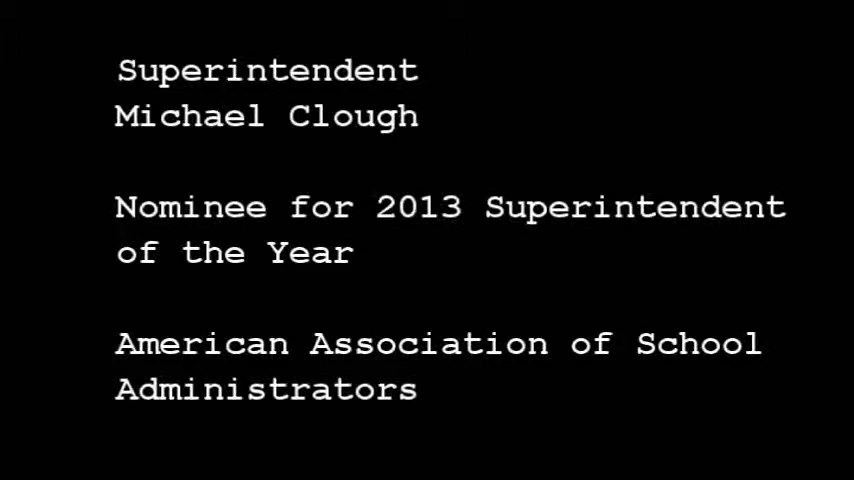 Superintendent
Michael Clough
Nominee for 2013 Superintendent
of the Year
American Association of School
Administrators